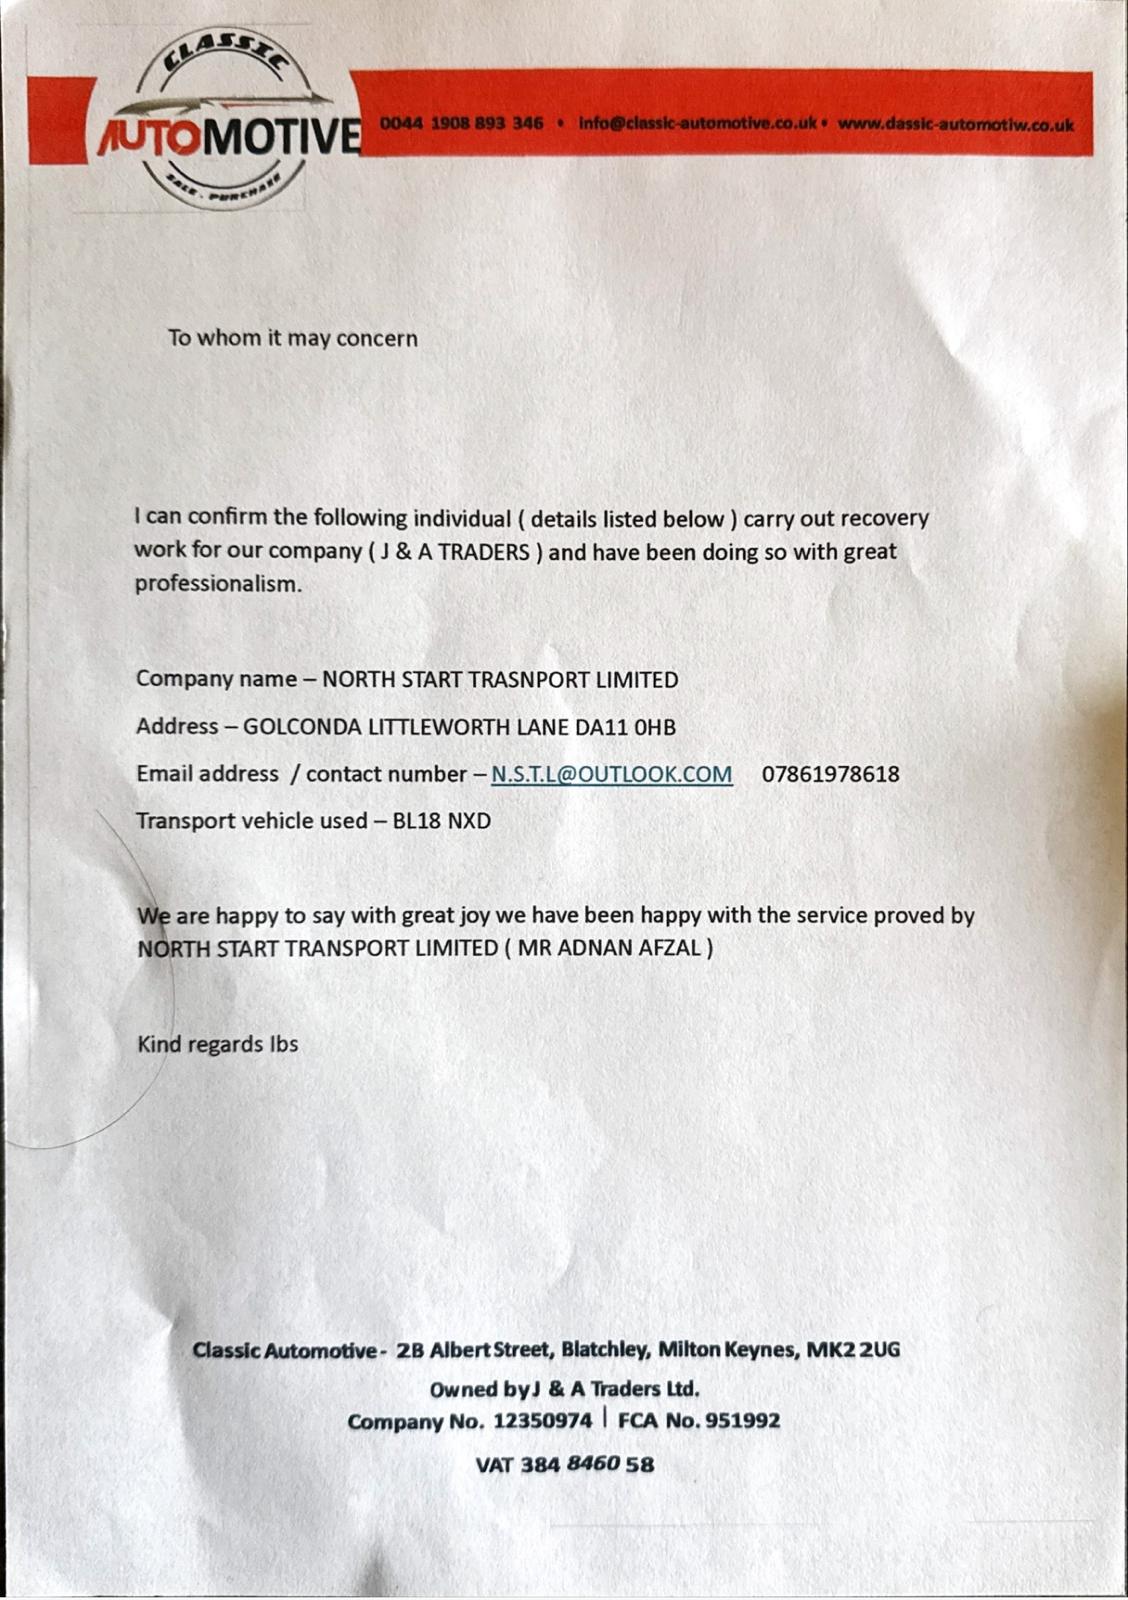 CLASSIC
AUTOMOTIVE
SALE - PURCHASE
0044 1908 893 346 • info@classic-automotive.co.uk • www.dassic-automotiw.co.uk
To whom it may concern
I can confirm the following individual ( details listed below ) carry out recovery
work for our company ( J & A TRADERS ) and have been doing so with great
professionalism.
Company name – NORTH START TRASNPORT LIMITED
Address – GOLCONDA LITTLEWORTH LANE DA11 0HB
Email address / contact number – N.S.T.L@OUTLOOK.COM 07861978618
Transport vehicle used – BL18 NXD
We are happy to say with great joy we have been happy with the service proved by
NORTH START TRANSPORT LIMITED ( MR ADNAN AFZAL )
Kind regards Ibs
Classic Automotive- 2B Albert Street, Blatchley, Milton Keynes, MK2 2UG
Owned by J & A Traders Ltd.
Company No. 12350974 | FCA No. 951992
VAT 384 8460 58